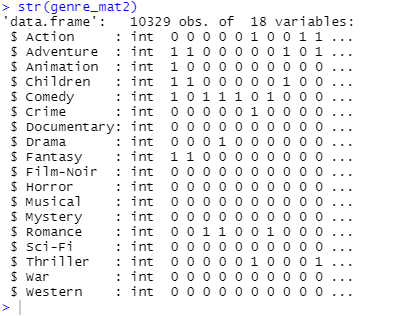 > str(genre_mat2)
'data.frame':   10329 obs. of  18 variables:
 $ Action     : int  0 0 0 0 0 1 0 0 1 1 ...
 $ Adventure  : int  1 1 0 0 0 0 0 1 0 1 ...
 $ Animation  : int  1 0 0 0 0 0 0 0 0 0 ...
 $ Children   : int  1 1 0 0 0 0 0 1 0 0 ...
 $ Comedy     : int  1 0 1 1 1 0 1 0 0 0 ...
 $ Crime      : int  0 0 0 0 0 1 0 0 0 0 ...
 $ Documentary: int  0 0 0 0 0 0 0 0 0 0 ...
 $ Drama      : int  0 0 0 1 0 0 0 0 0 0 ...
 $ Fantasy    : int  1 1 0 0 0 0 0 0 0 0 ...
 $ Film-Noir  : int  0 0 0 0 0 0 0 0 0 0 ...
 $ Horror     : int  0 0 0 0 0 0 0 0 0 0 ...
 $ Musical    : int  0 0 0 0 0 0 0 0 0 0 ...
 $ Mystery    : int  0 0 0 0 0 0 0 0 0 0 ...
 $ Romance    : int  0 0 1 1 0 0 1 0 0 0 ...
 $ Sci-Fi     : int  0 0 0 0 0 0 0 0 0 0 ...
 $ Thriller   : int  0 0 0 0 0 1 0 0 0 1 ...
 $ War        : int  0 0 0 0 0 0 0 0 0 0 ...
 $ Western    : int  0 0 0 0 0 0 0 0 0 0 ...
>